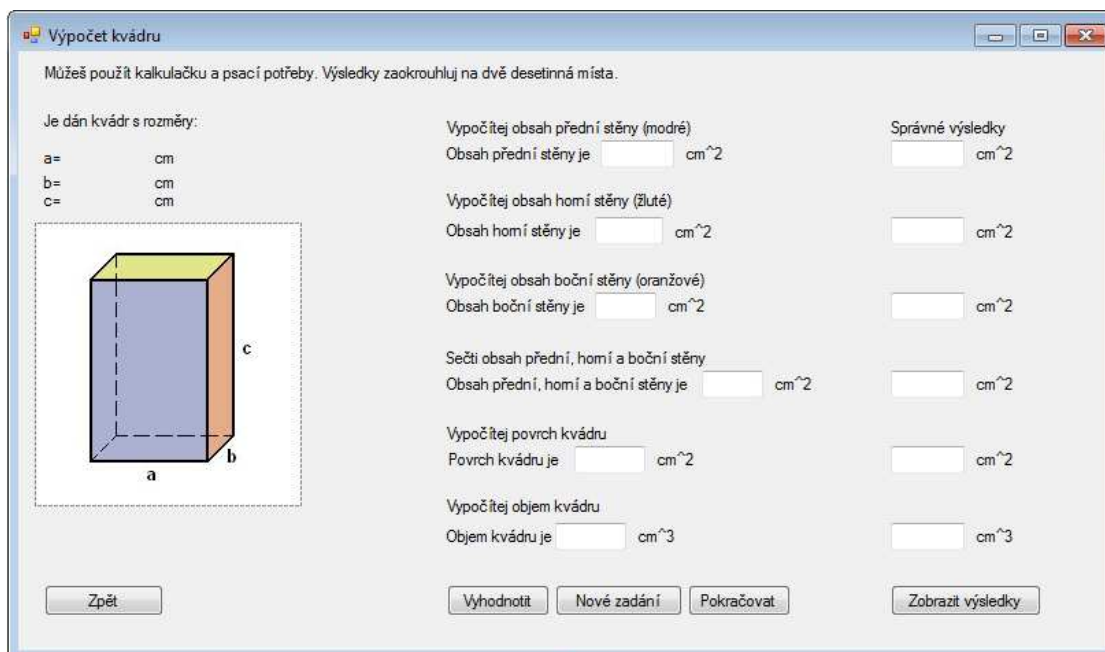 Výpočet kvádru
Můžeš použít kalkulačku a psací potřeby. Výsledky zaokrouhluj na dvě desetinná místa.
Je dán kvádr s rozměry:
a= cm
b= cm
c= cm
c
b
a
Zpět
Vypočítej obsah přední stěny (modré)
Obsah přední stěny je cm^2
Vypočítej obsah horní stěny (žluté)
Obsah horní stěny je cm^2
Vypočítej obsah boční stěny (oranžové)
Obsah boční stěny je cm^2
Sečti obsah přední, horní a boční stěny
Obsah přední, horní a boční stěny je cm^2
Vypočítej povrch kvádru
Povrch kvádru je cm^2
Vypočítej objem kvádru
Objem kvádru je cm^3
Vyhodnotit Nové zadání Pokračovat
Správné výsledky
cm^2
cm^2
cm^2
cm^2
cm^2
cm^3
Zobrazit výsledky